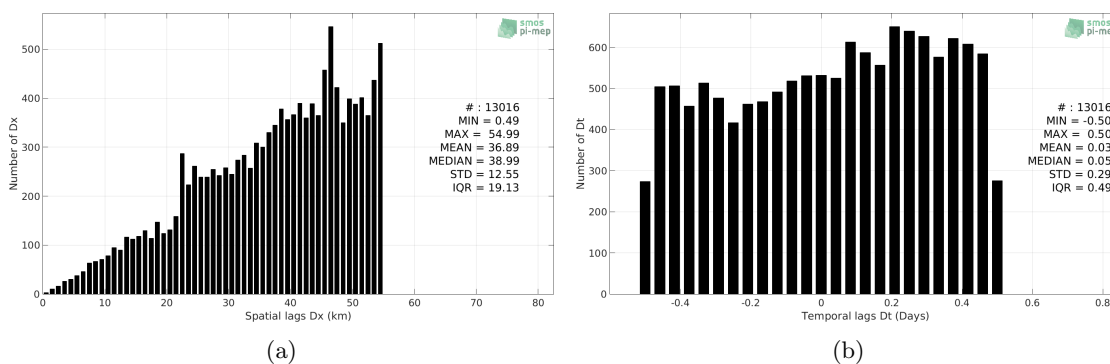 smos
pi-mep
500
400
300
200
100
0
Number of Dx
# : 13016
MIN = 0.49
MAX = 54.99
MEAN = 36.89
MEDIAN = 38.99
STD = 12.55
IQR = 19.13
0 10 20 30 40 50 60 70 80
Spatial lags Dx (km)
(a)
smos
pi-mep
600
500
400
300
200
100
0
Number of Dt
# : 13016
MIN = -0.50
MAX = 0.50
MEAN = 0.03
MEDIAN = 0.05
STD = 0.29
IQR = 0.49
-0.4 -0.2 0 0.2 0.4 0.6 0.8
Temporal lags Dt (Days)
(b)